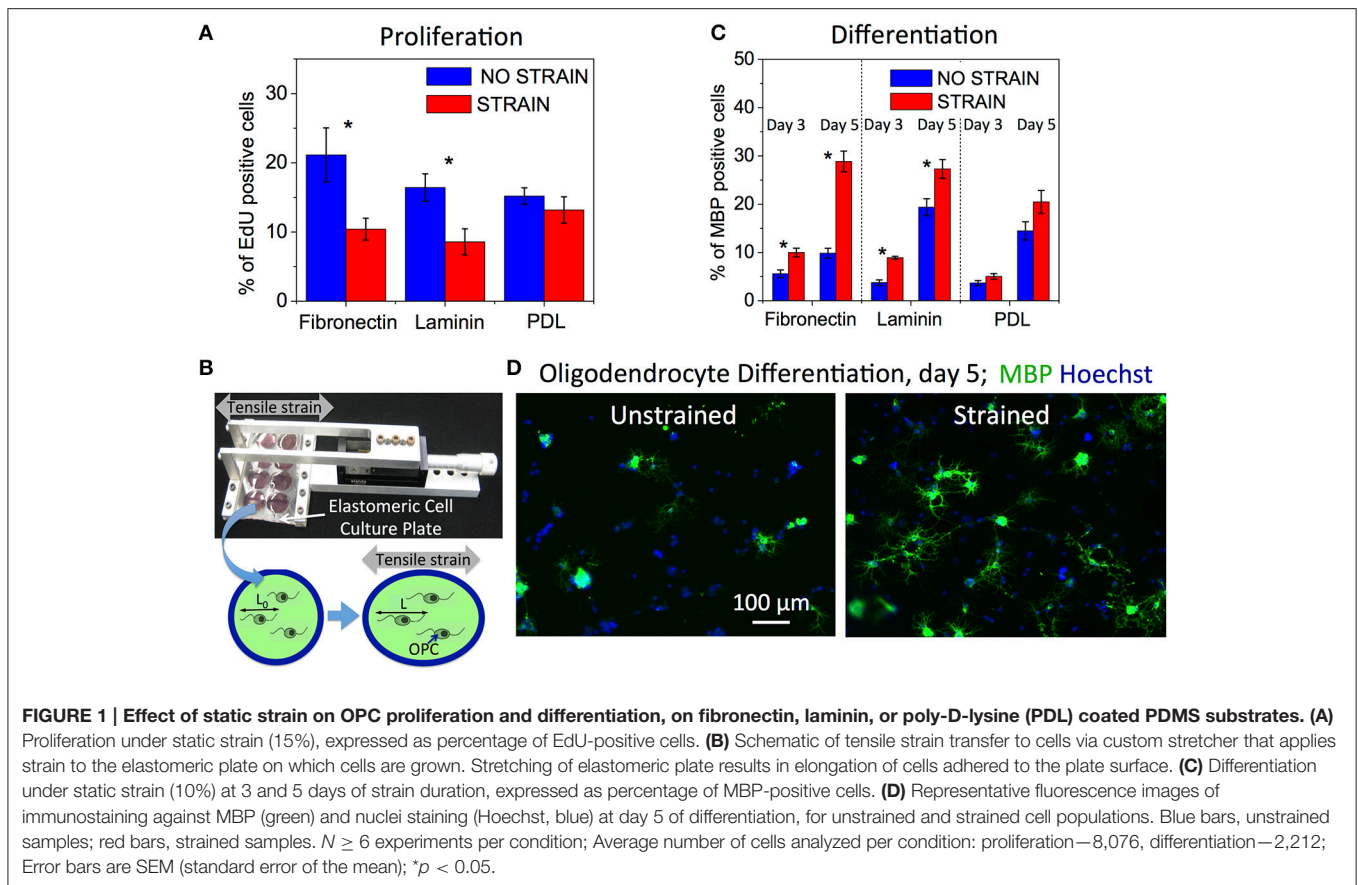 A
Proliferation
% of EdU positive cells
30
20
10
0
NO STRAIN
STRAIN
*
*
Fibronectin
Laminin
PDL
C
Differentiation
% of MBP positive cells
50
40
30
20
10
0
NO STRAIN
STRAIN
Day 3
Day 5
Day 3
Day 5
Day 3
Day 5
*
*
*
*
Fibronectin
Laminin
PDL
B
Tensile strain
Elastomeric Cell
Culture Plate
Tensile strain
L₀
L
OPC
D
Oligodendrocyte Differentiation, day 5; MBP Hoechst
Unstrained
Strained
100 µm
FIGURE 1 | Effect of static strain on OPC proliferation and differentiation, on fibronectin, laminin, or poly-D-lysine (PDL) coated PDMS substrates. (A)
Proliferation under static strain (15%), expressed as percentage of EdU-positive cells. (B) Schematic of tensile strain transfer to cells via custom stretcher that applies
strain to the elastomeric plate on which cells are grown. Stretching of elastomeric plate results in elongation of cells adhered to the plate surface. (C) Differentiation
under static strain (10%) at 3 and 5 days of strain duration, expressed as percentage of MBP-positive cells. (D) Representative fluorescence images of
immunostaining against MBP (green) and nuclei staining (Hoechst, blue) at day 5 of differentiation, for unstrained and strained cell populations. Blue bars, unstrained
samples; red bars, strained samples. N ≥ 6 experiments per condition; Average number of cells analyzed per condition: proliferation—8,076, differentiation—2,212;
Error bars are SEM (standard error of the mean); *p < 0.05.